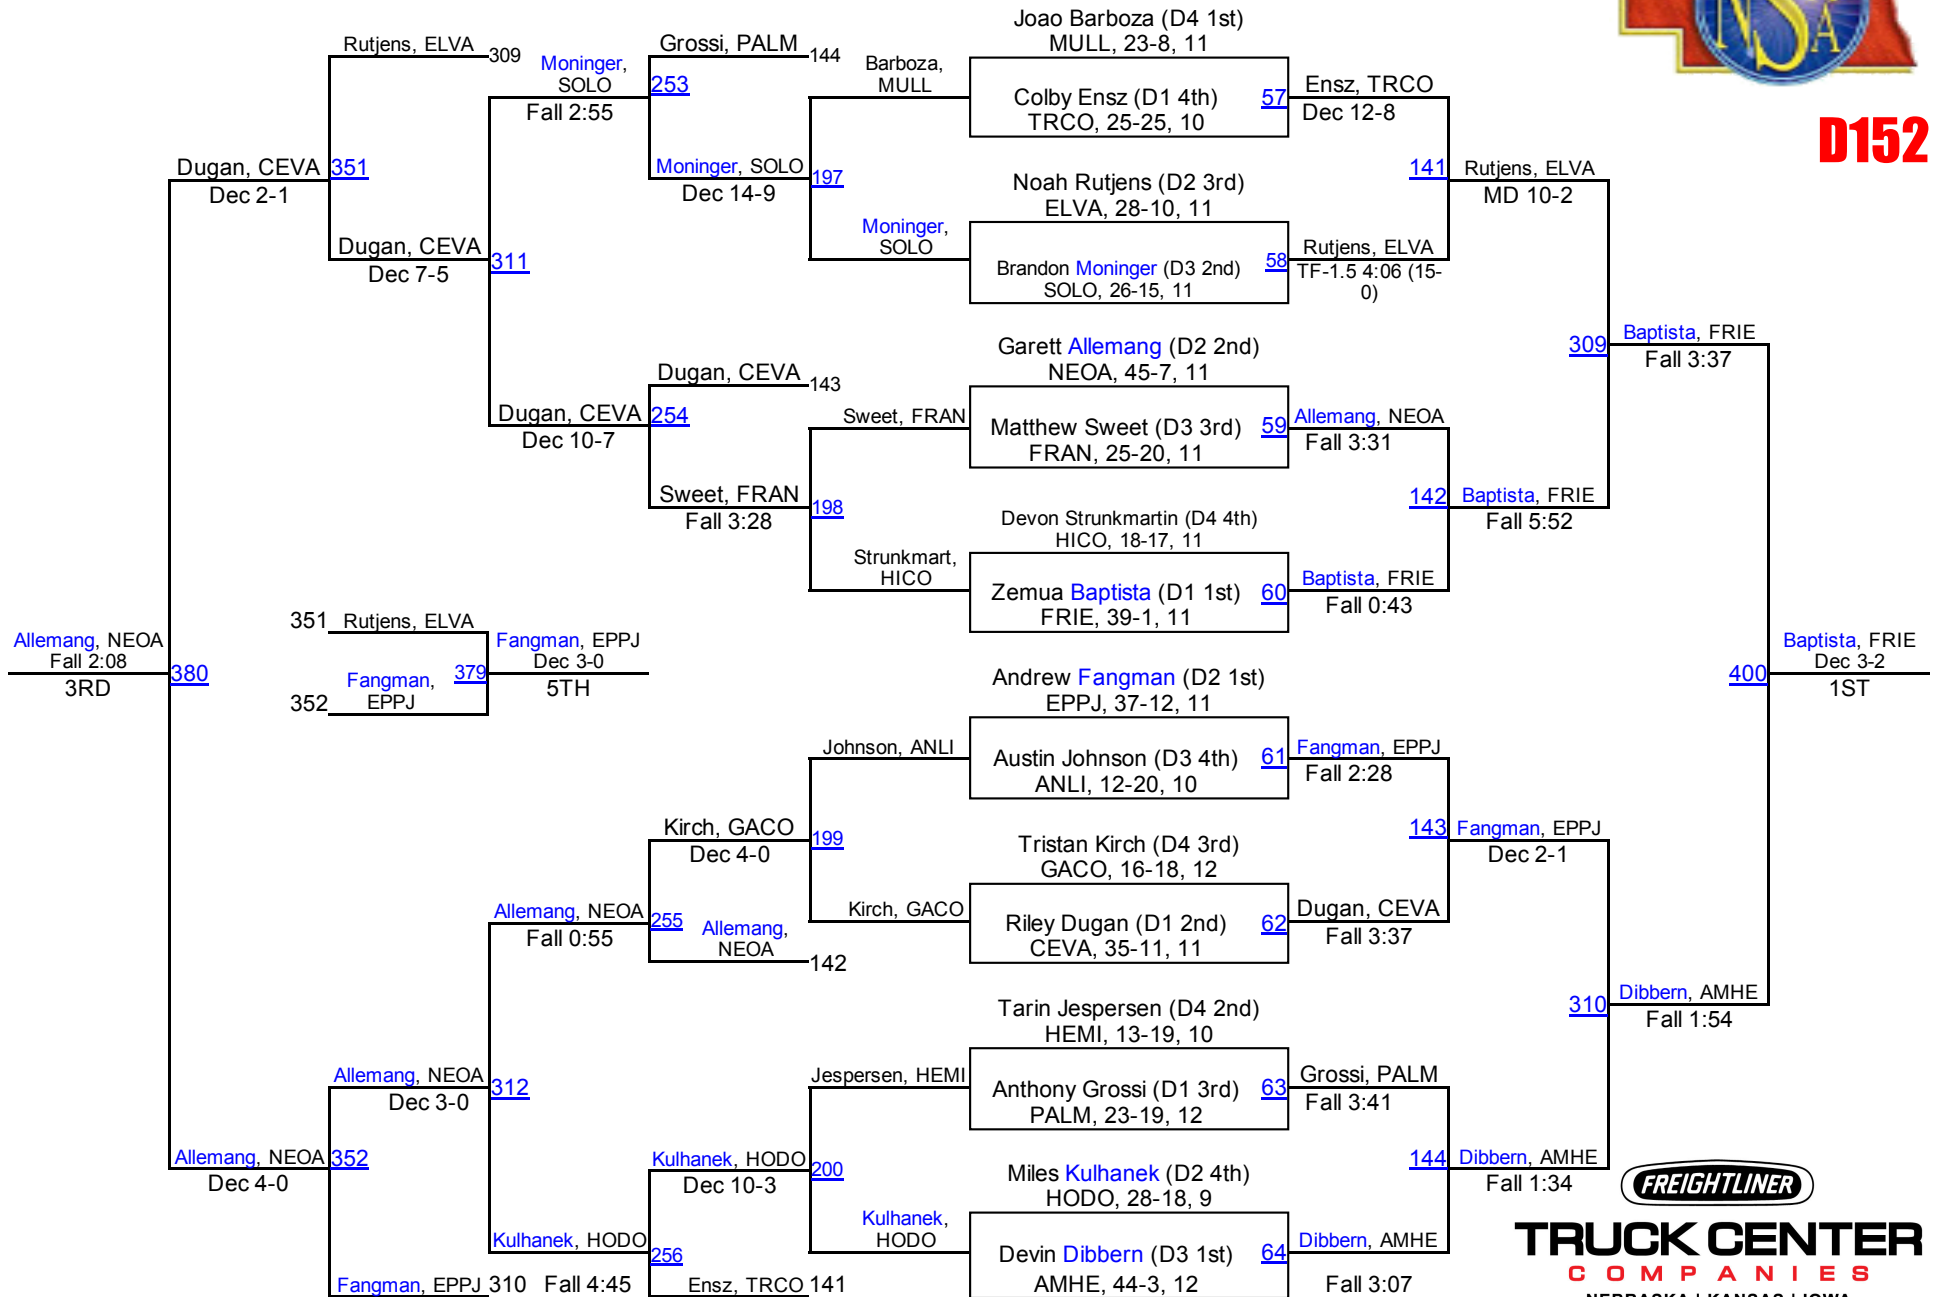 Joao Barboza (D4 1st)
MULL, 23-8, 11
Rutjens, ELVA
309
Moninger,
SOLO
Fall 2:55
Grossi, PALM
144
253
Barboza,
MULL
Colby Ensz (D1 4th)
TRCO, 25-25, 10
57
Ensz, TRCO
Dec 12-8
NSA
D152
Dugan, CEVA
Dec 2-1
351
Moninger, SOLO
Dec 14-9
197
Noah Rutjens (D2 3rd)
ELVA, 28-10, 11
141
Rutjens, ELVA
MD 10-2
Dugan, CEVA
Dec 7-5
311
Moninger,
SOLO
Brandon Moninger (D3 2nd)
SOLO, 26-15, 11
58
Rutjens, ELVA
TF-1.5 4:06 (15-
0)
Garett Allemang (D2 2nd)
NEOA, 45-7, 11
309
Baptista, FRIE
Fall 3:37
Dugan, CEVA
143
Dugan, CEVA
Dec 10-7
254
Sweet, FRAN
Matthew Sweet (D3 3rd)
FRAN, 25-20, 11
59
Allemang, NEOA
Fall 3:31
Sweet, FRAN
Fall 3:28
198
Devon Strunkmartin (D4 4th)
HICO, 18-17, 11
142
Baptista, FRIE
Fall 5:52
Strunkmart,
HICO
Zemua Baptista (D1 1st)
FRIE, 39-1, 11
60
Baptista, FRIE
Fall 0:43
Allemang, NEOA
Fall 2:08
3RD
380
351
Rutjens, ELVA
Fangman,
EPPJ
352
379
Fangman, EPPJ
Dec 3-0
5TH
Andrew Fangman (D2 1st)
EPPJ, 37-12, 11
400
Baptista, FRIE
Dec 3-2
1ST
Johnson, ANLI
Austin Johnson (D3 4th)
ANLI, 12-20, 10
61
Fangman, EPPJ
Fall 2:28
Kirch, GACO
Dec 4-0
199
Tristan Kirch (D4 3rd)
GACO, 16-18, 12
143
Fangman, EPPJ
Dec 2-1
Allemang, NEOA
Fall 0:55
255
Allemang,
NEOA
142
Kirch, GACO
Riley Dugan (D1 2nd)
CEVA, 35-11, 11
62
Dugan, CEVA
Fall 3:37
Tarin Jespersen (D4 2nd)
HEMI, 13-19, 10
310
Dibbern, AMHE
Fall 1:54
Allemang, NEOA
Dec 3-0
312
Jespersen, HEMI
Anthony Grossi (D1 3rd)
PALM, 23-19, 12
63
Grossi, PALM
Fall 3:41
Allemang, NEOA
Dec 4-0
352
Kulhanek, HODO
Dec 10-3
200
Miles Kulhanek (D2 4th)
HODO, 28-18, 9
144
Dibbern, AMHE
Fall 1:34
Kulhanek, HODO
Fall 4:45
256
Kulhanek,
HODO
Devin Dibbern (D3 1st)
AMHE, 44-3, 12
64
Dibbern, AMHE
Fall 3:07
Fangman, EPPJ
310
Ensz, TRCO
141
FREIGHTLINER
TRUCK CENTER
COMPANIES
NEBRASKA | KANSAS | IOWA